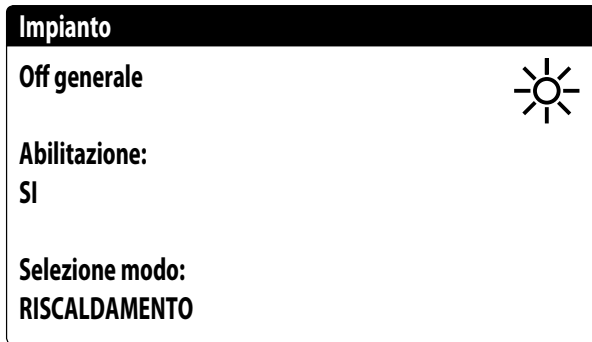 Impianto
Off generale
Abilitazione:
SI
Selezione modo:
RISCALDAMENTO